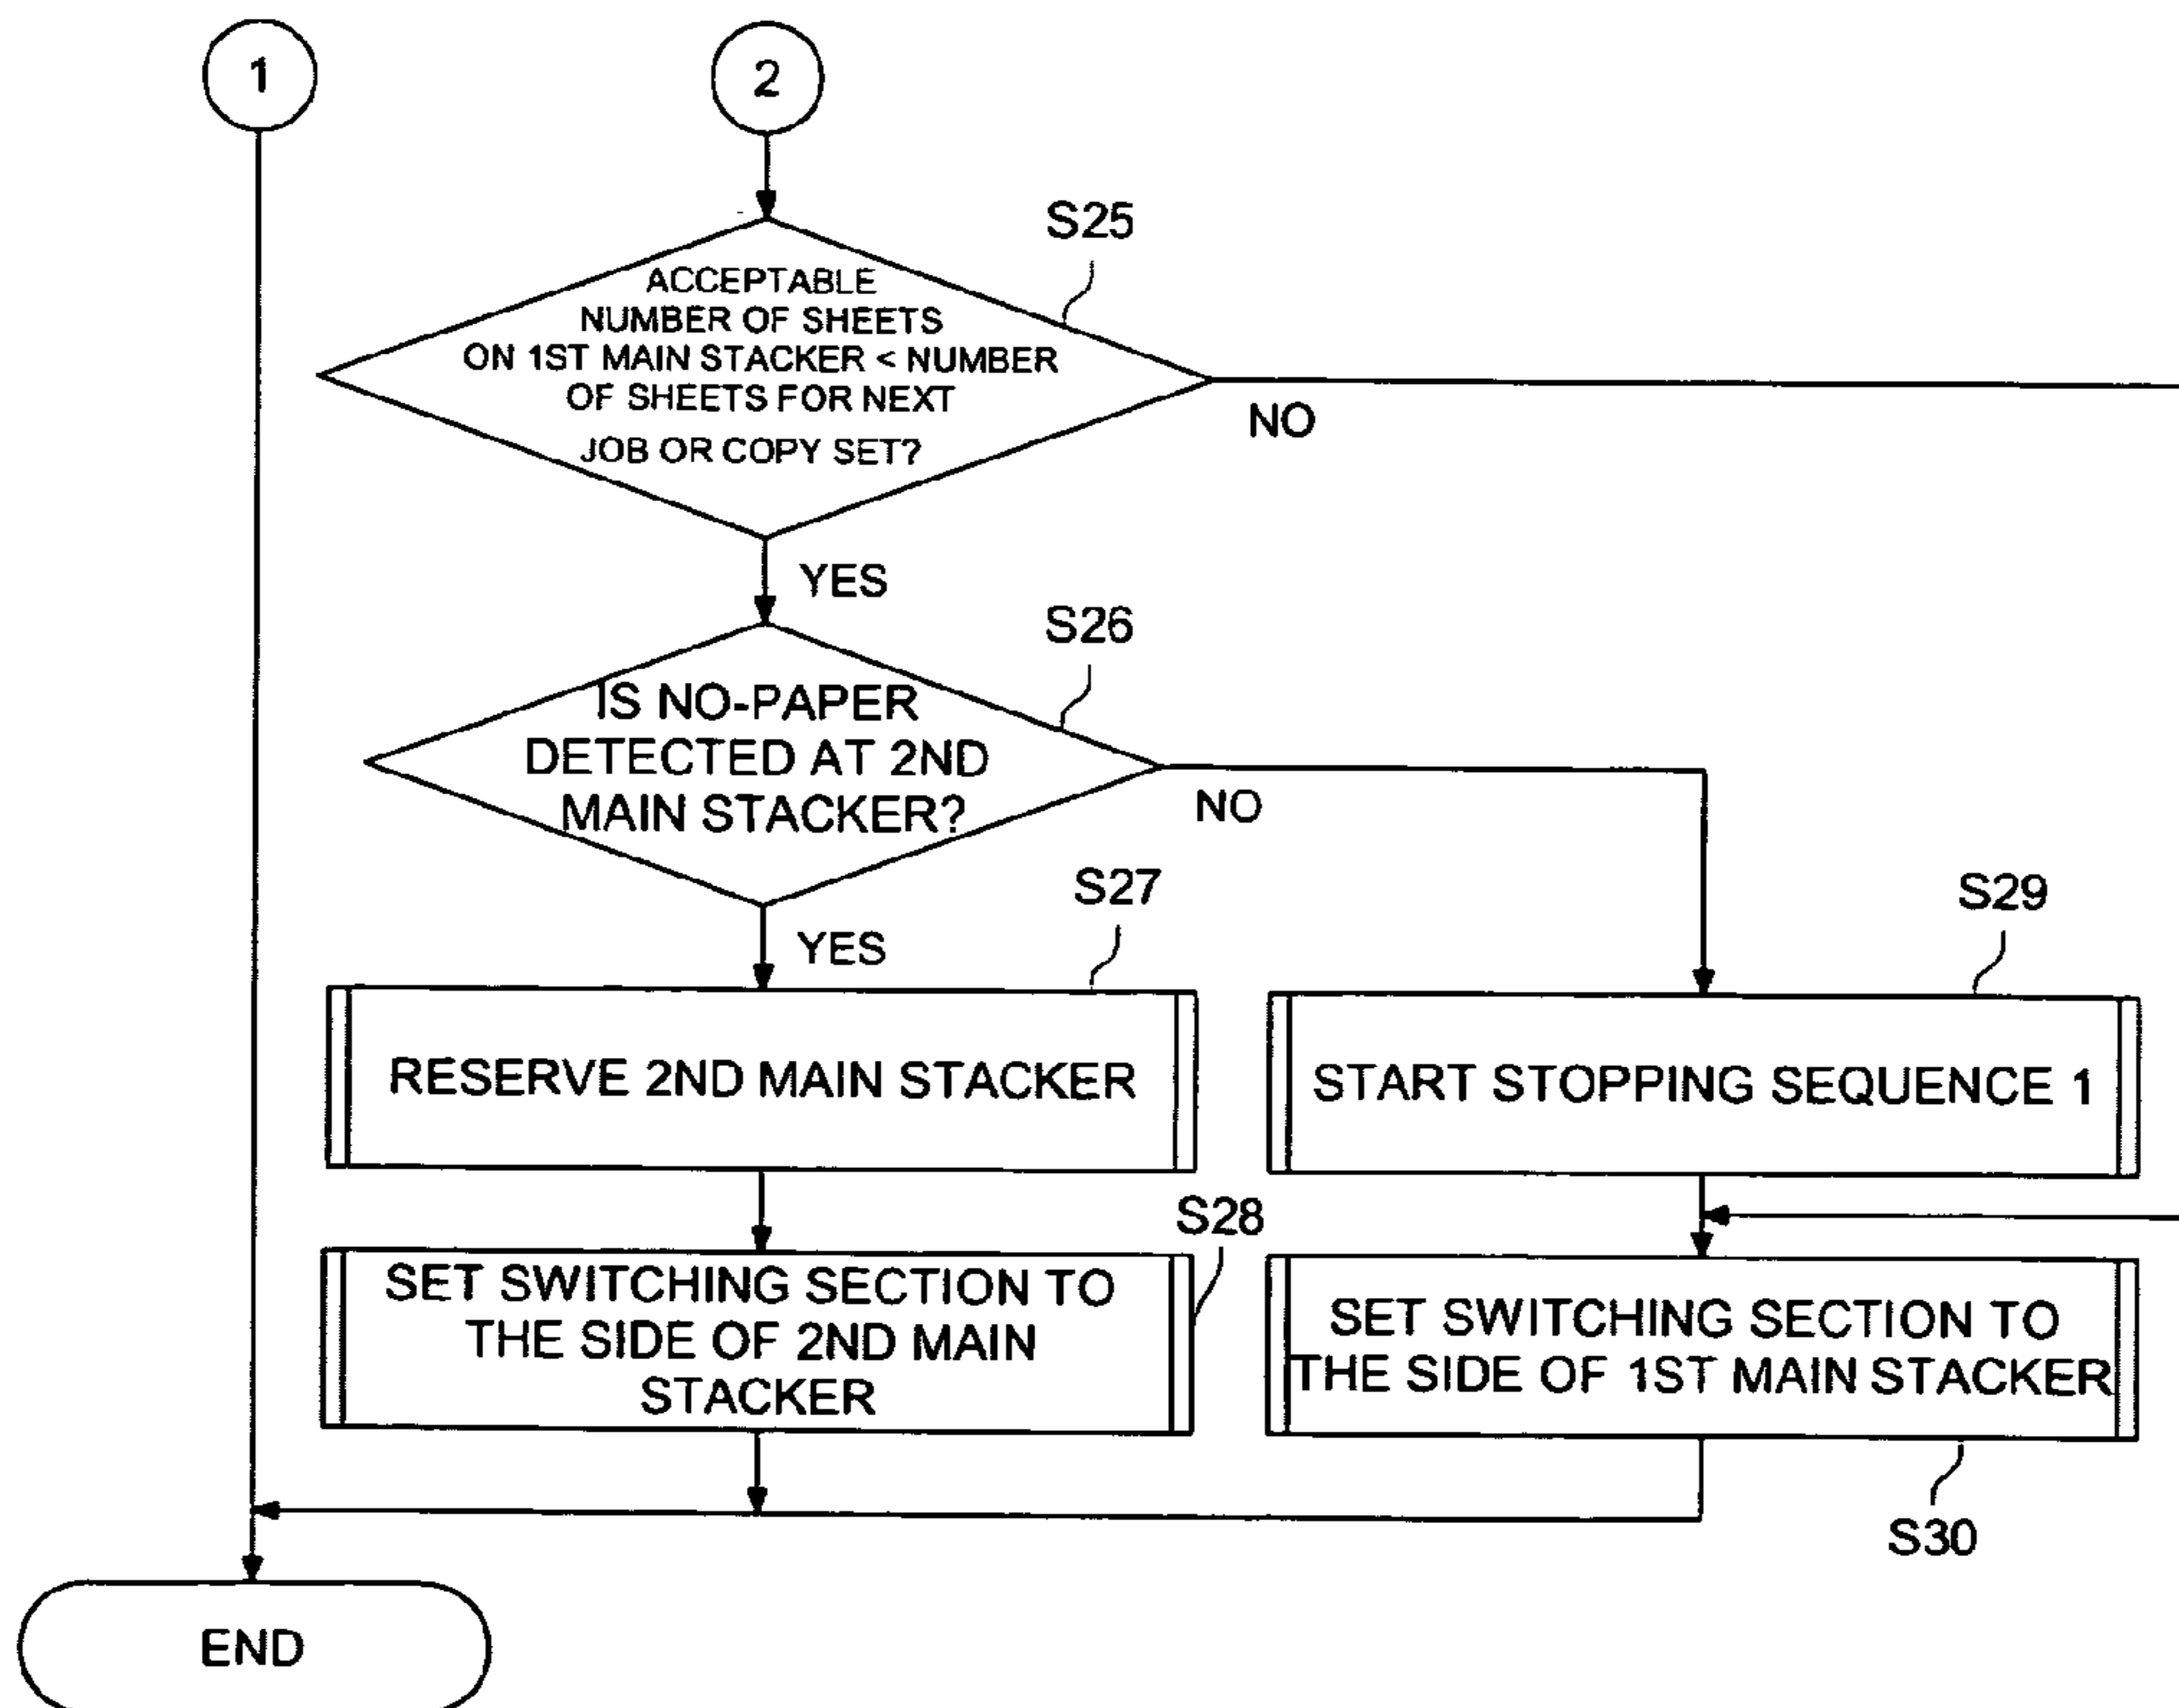 1
2
S25
ACCEPTABLE
NUMBER OF SHEETS
ON 1ST MAIN STACKER < NUMBER
OF SHEETS FOR NEXT
JOB OR COPY SET?
NO
YES
S26
IS NO-PAPER
DETECTED AT 2ND
MAIN STACKER?
NO
YES
S27
RESERVE 2ND MAIN STACKER
S29
START STOPPING SEQUENCE 1
S28
SET SWITCHING SECTION TO
THE SIDE OF 2ND MAIN
STACKER
SET SWITCHING SECTION TO
THE SIDE OF 1ST MAIN STACKER
S30
END